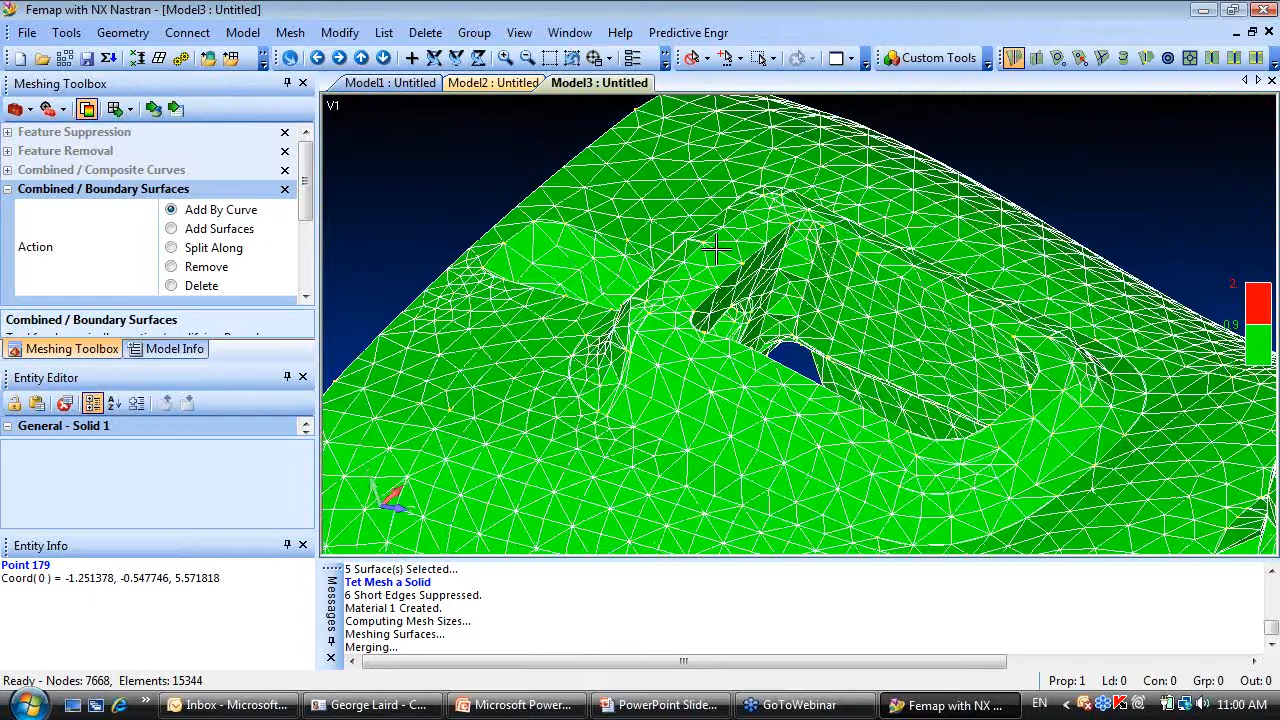 Femap with NX Nastran - [Model3 : Untitled]
File Tools Geometry Connect Model Mesh Modify List Delete Group View Window Help Predictive Engr
Custom Tools
Meshing Toolbox
Model1 : Untitled Model2 : Untitled Model3 : Untitled
V1
Feature Suppression
Feature Removal
Combined / Composite Curves
Combined / Boundary Surfaces
Action
Add By Curve
Add Surfaces
Split Along
Remove
Delete
Combined / Boundary Surfaces
Meshing Toolbox Model Info
Entity Editor
General - Solid 1
Entity Info
Point 179
Coord( 0 ) = -1.251378, -0.547746, 5.571818
2.
0.9
Messages
5 Surface(s) Selected...
Tet Mesh a Solid
6 Short Edges Suppressed.
Material 1 Created.
Computing Mesh Sizes...
Meshing Surfaces...
Merging...
Ready - Nodes: 7668, Elements: 15344
Prop: 1 Ld: 0 Con: 0 Grp: 0 Out: 0
Inbox - Microsoft... George Laird - C... Microsoft Power... PowerPoint Slide... GoToWebinar Femap with NX ... EN 11:00 AM